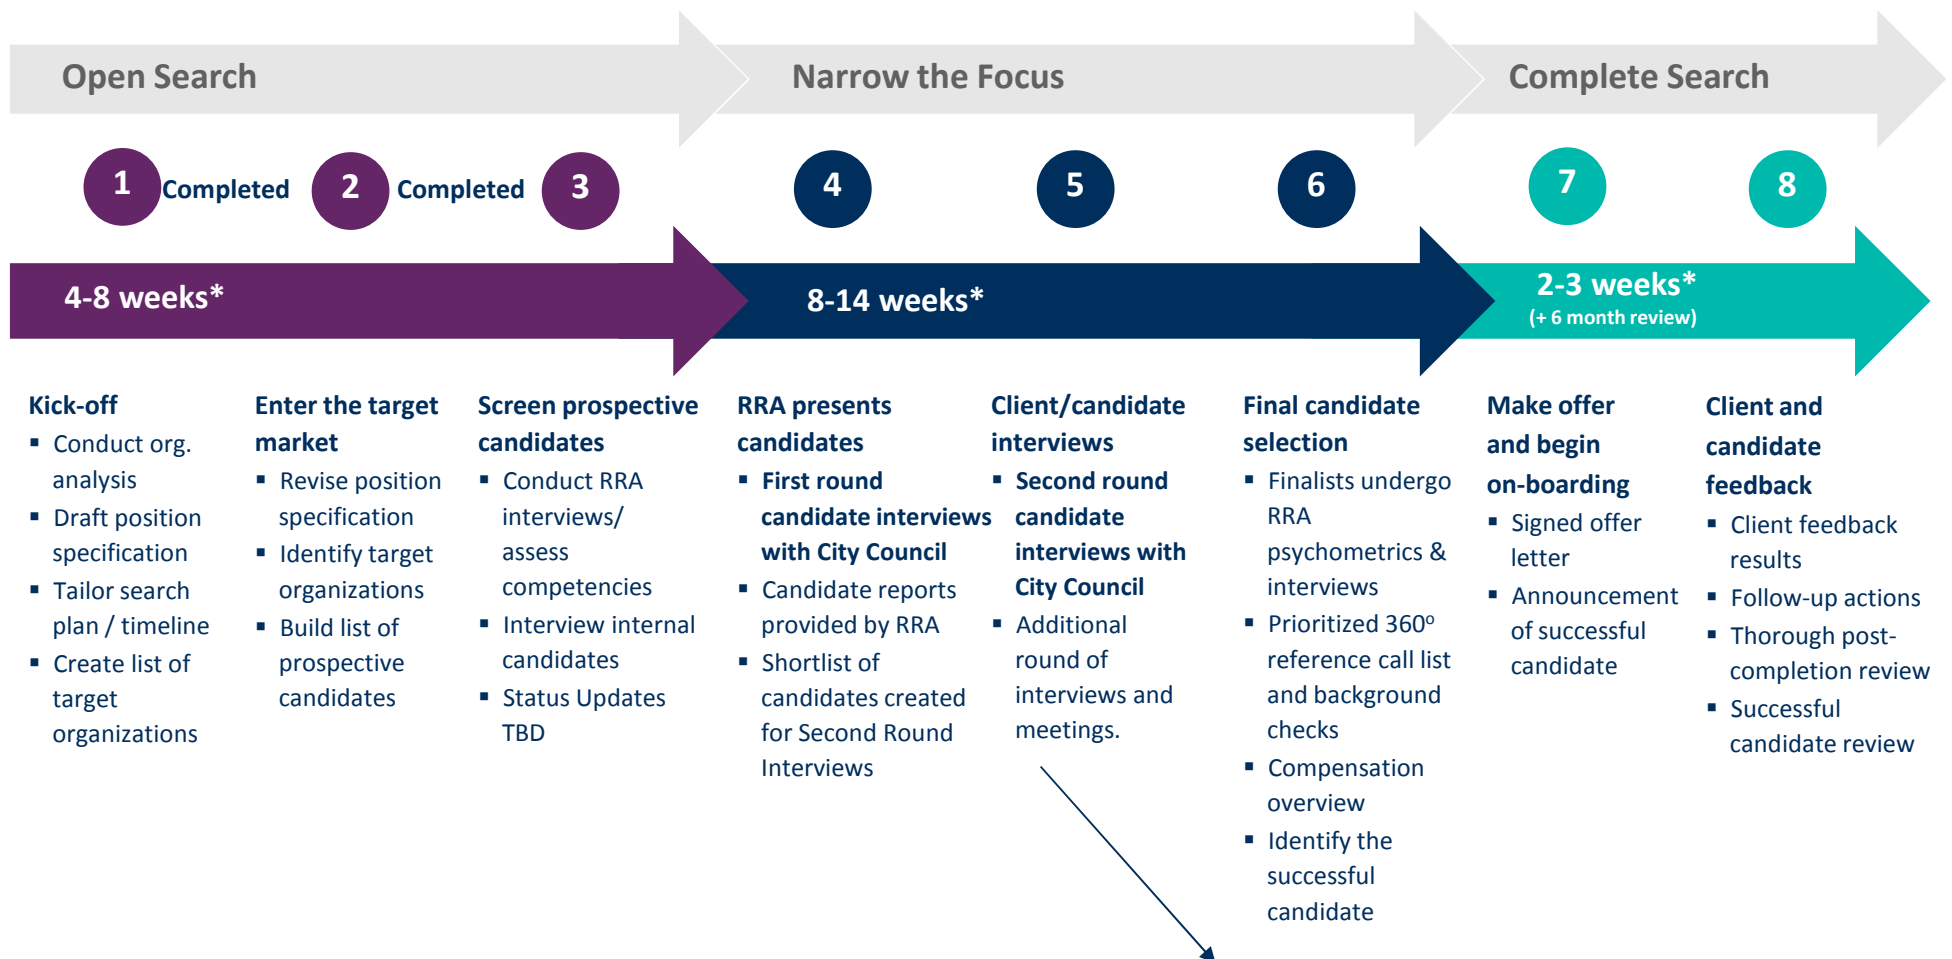 Open Search
Narrow the Focus
Complete Search
1
Completed
2
Completed
3
4
5
6
7
8
4-8 weeks*
8-14 weeks*
2-3 weeks*
(+ 6 month review)
Kick-off
▪ Conduct org.
analysis
▪ Draft position
specification
▪ Tailor search
plan / timeline
▪ Create list of
target
organizations
Enter the target
market
▪ Revise position
specification
▪ Identify target
organizations
▪ Build list of
prospective
candidates
Screen prospective
candidates
▪ Conduct RRA
interviews/
assess
competencies
▪ Interview internal
candidates
▪ Status Updates
TBD
RRA presents
candidates
▪ First round
candidate interviews
with City Council
▪ Candidate reports
provided by RRA
▪ Shortlist of
candidates created
for Second Round
Interviews
Client/candidate
interviews
▪ Second round
candidate
interviews with
City Council
▪ Additional
round of
interviews and
meetings.
Final candidate
selection
▪ Finalists undergo
RRA
psychometrics &
interviews
▪ Prioritized 360º
reference call list
and background
checks
▪ Compensation
overview
▪ Identify the
successful
candidate
Make offer
and begin
on-boarding
▪ Signed offer
letter
▪ Announcement
of successful
candidate
Client and
candidate
feedback
▪ Client feedback
results
▪ Follow-up actions
▪ Thorough post-
completion review
▪ Successful
candidate review